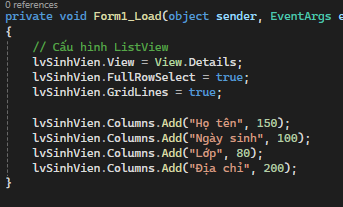 0 references
private void Form1_Load(object sender, EventArgs e
{
// Cấu hình ListView
lvSinhVien.View = View.Details;
lvSinhVien.FullRowSelect = true;
lvSinhVien.GridLines = true;
lvSinhVien.Columns.Add("Họ tên", 150);
lvSinhVien.Columns.Add("Ngày sinh", 100);
lvSinhVien.Columns.Add("Lớp", 80);
lvSinhVien.Columns.Add("Địa chỉ", 200);
}